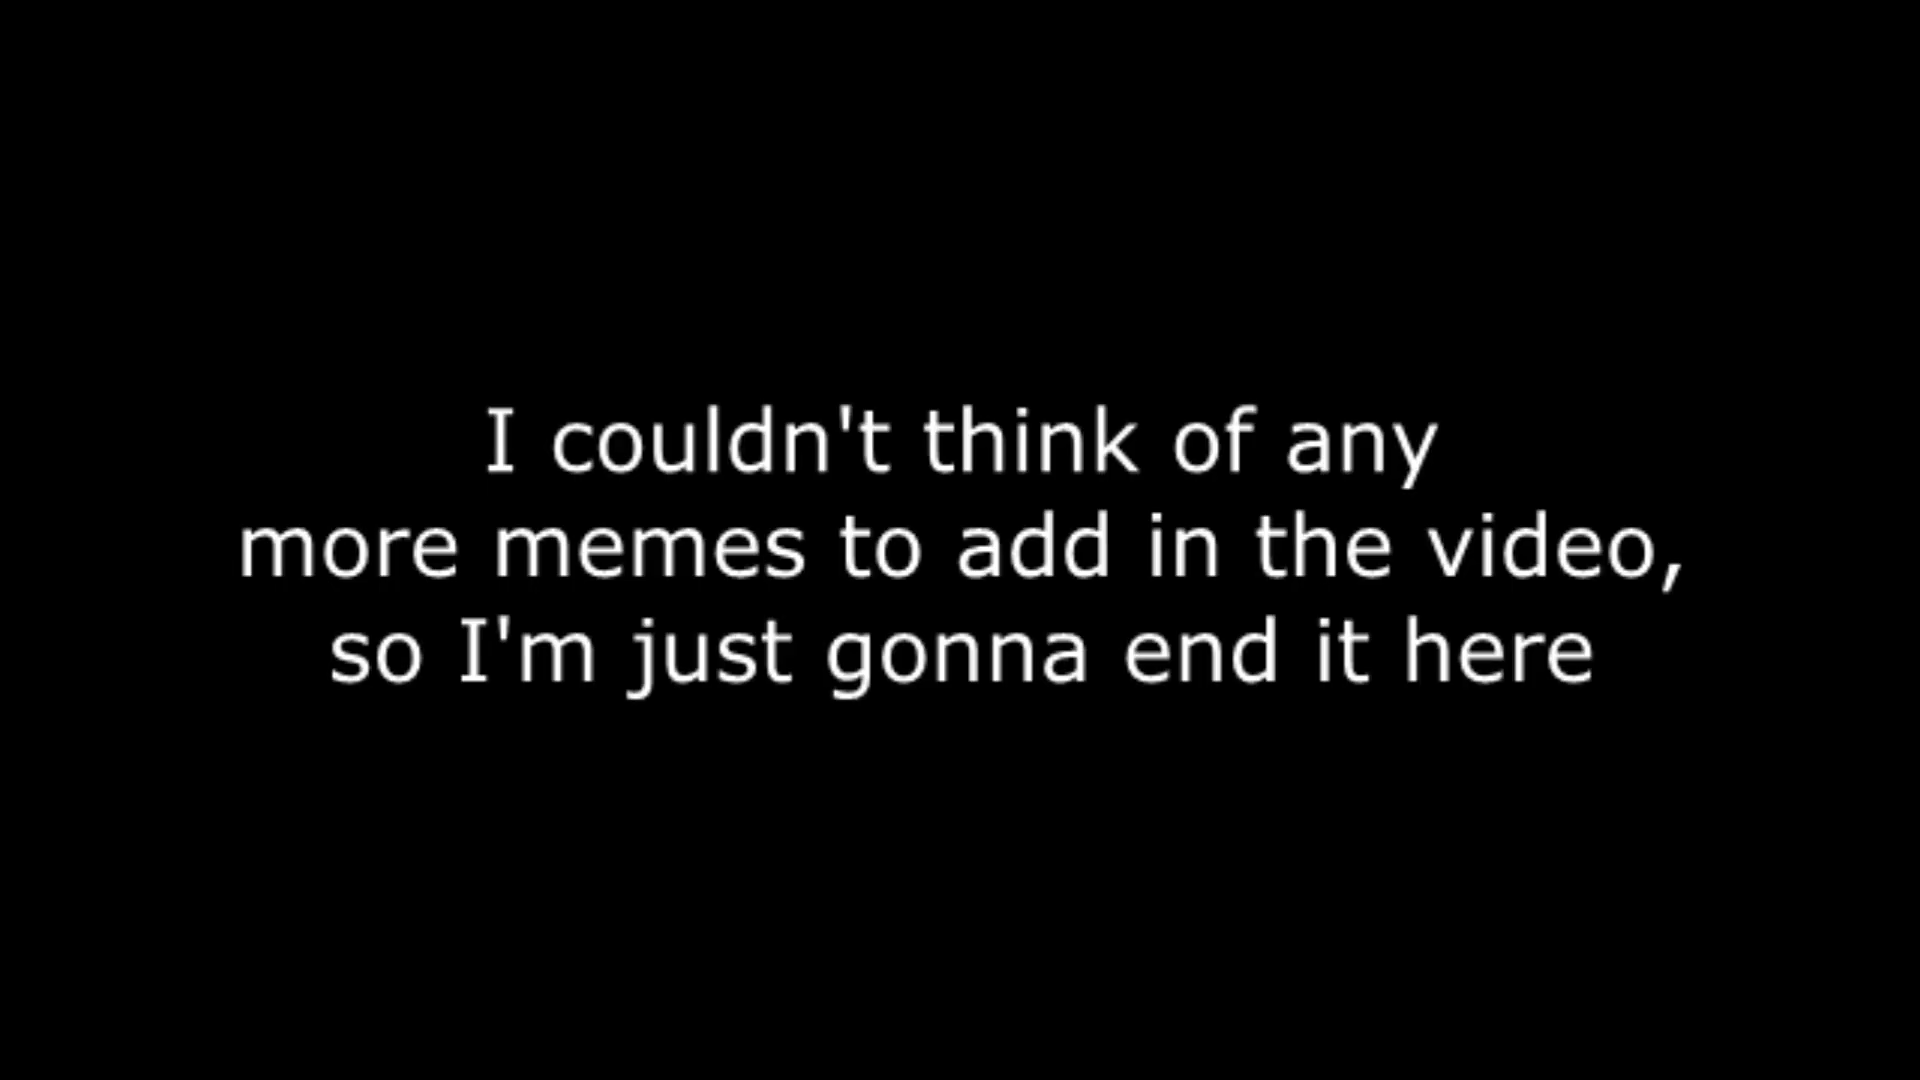 I couldn't think of any
more memes to add in the video,
so I'm just gonna end it here